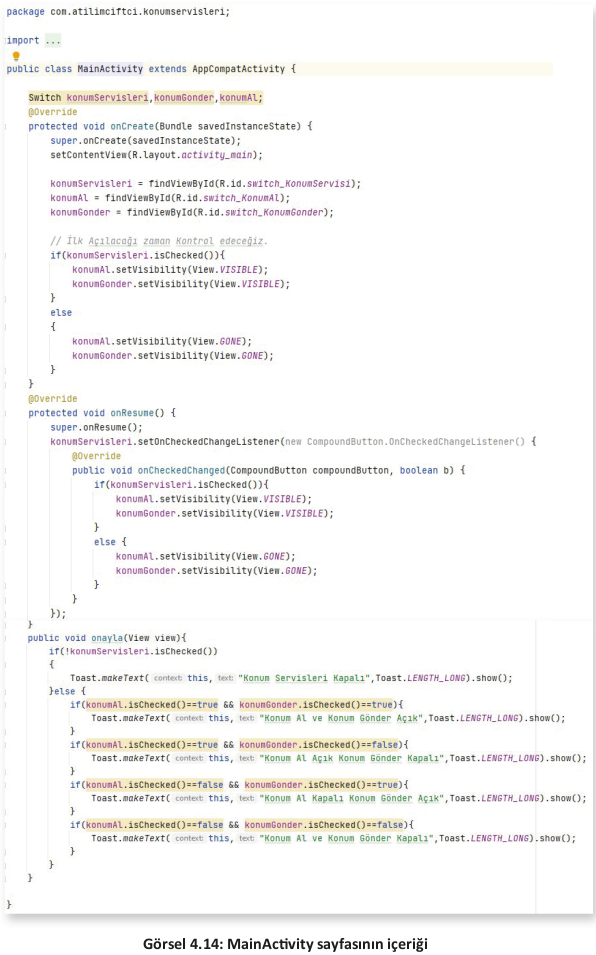 package com.atilimciftci.konumservisleri;
import ...
public class MainActivity extends AppCompatActivity {
Switch konumServisleri,konumGonder,konumAl;
@Override
protected void onCreate(Bundle savedInstanceState) {
super.onCreate(savedInstanceState);
setContentView(R.layout.activity_main);
konumServisleri = findViewById(R.id.switch_KonumServisi);
konumAl = findViewById(R.id.switch_KonumAl);
konumGonder = findViewById(R.id.switch_KonumGonder);
// İlk Açılacağı zaman Kontrol edeceğiz.
if(konumServisleri.isChecked()){
konumAl.setVisibility(View.VISIBLE);
konumGonder.setVisibility(View.VISIBLE);
}
else
{
konumAl.setVisibility(View.GONE);
konumGonder.setVisibility(View.GONE);
}
}
@Override
protected void onResume() {
super.onResume();
konumServisleri.setOnCheckedChangeListener(new CompoundButton.OnCheckedChangeListener() {
@Override
public void onCheckedChanged(CompoundButton compoundButton, boolean b) {
if(konumServisleri.isChecked()){
konumAl.setVisibility(View.VISIBLE);
konumGonder.setVisibility(View.VISIBLE);
}
else {
konumAl.setVisibility(View.GONE);
konumGonder.setVisibility(View.GONE);
}
}
});
}
public void onayla(View view){
if(!konumServisleri.isChecked())
{
Toast.makeText( context: this, text: "Konum Servisleri Kapalı",Toast.LENGTH_LONG).show();
}else {
if(konumAl.isChecked()==true && konumGonder.isChecked()==true){
Toast.makeText( context: this, text: "Konum Al ve Konum Gönder Açık",Toast.LENGTH_LONG).show();
}
if(konumAl.isChecked()==true && konumGonder.isChecked()==false){
Toast.makeText( context: this, text: "Konum Al Açık Konum Gönder Kapalı",Toast.LENGTH_LONG).show();
}
if(konumAl.isChecked()==false && konumGonder.isChecked()==true){
Toast.makeText( context: this, text: "Konum Al Kapalı Konum Gönder Açık",Toast.LENGTH_LONG).show();
}
if(konumAl.isChecked()==false && konumGonder.isChecked()==false){
Toast.makeText( context: this, text: "Konum Al ve Konum Gönder Kapalı",Toast.LENGTH_LONG).show();
}
}
}
}
Görsel 4.14: MainActivity sayfasının içeriği